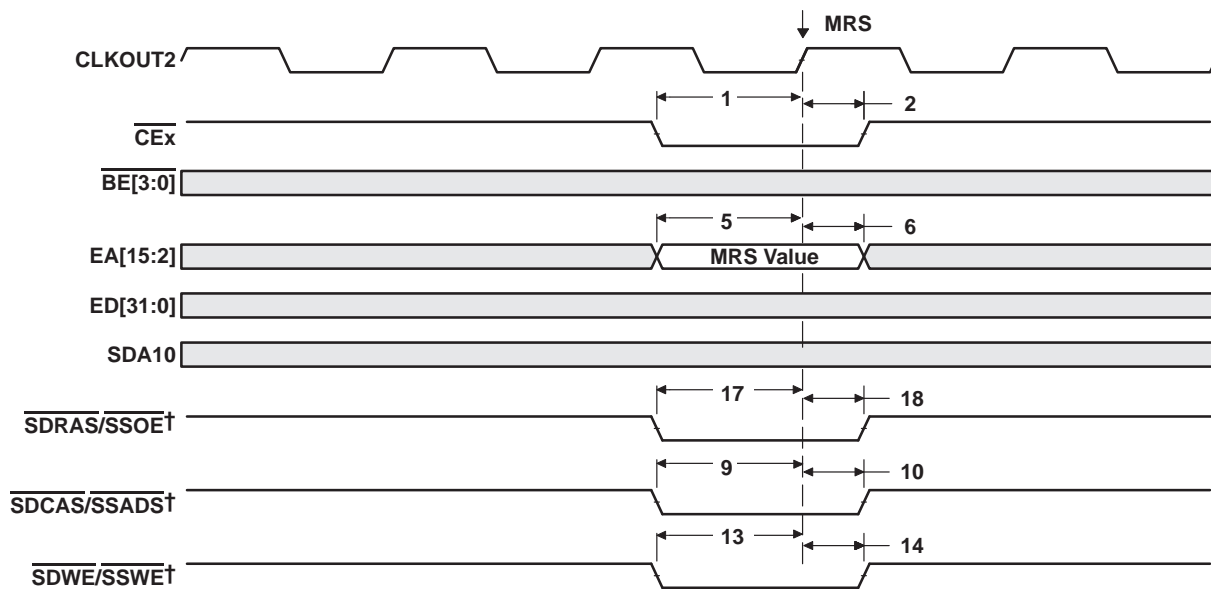 MRS
CLKOUT2
1 2
CEx
BE[3:0]
5 6
EA[15:2] MRS Value
ED[31:0]
SDA10
17 18
SDRAS/SSOE†
9 10
SDCAS/SSADS†
13 14
SDWE/SSWE†